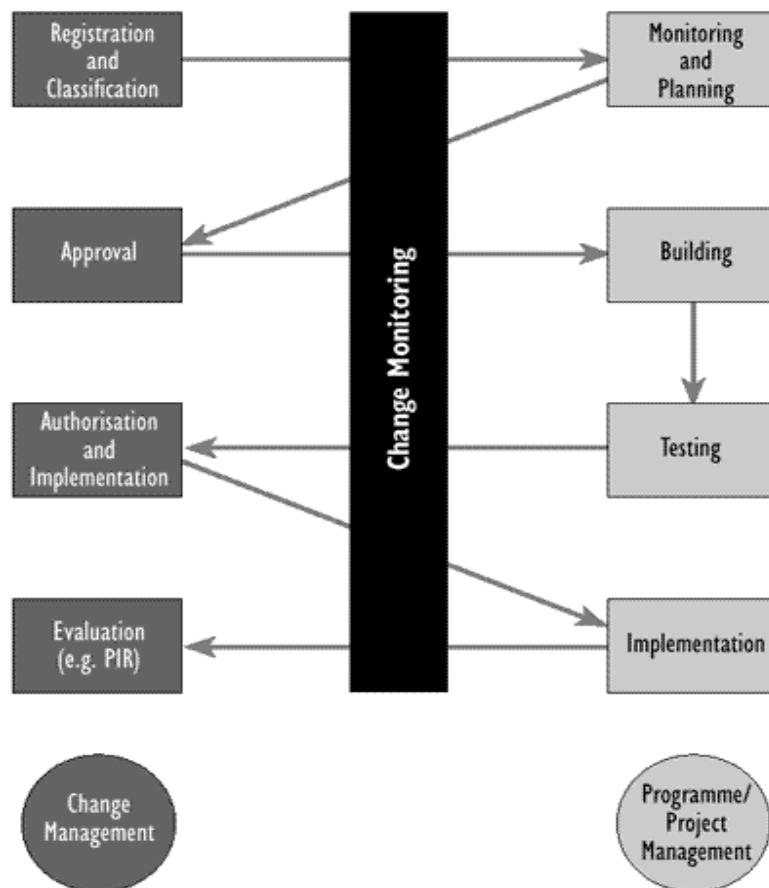 Registration
and
Classification
Monitoring
and
Planning
Approval
Building
Change Monitoring
Authorisation
and
Implementation
Testing
Evaluation
(e.g. PIR)
Implementation
Change
Management
Programme/
Project
Management